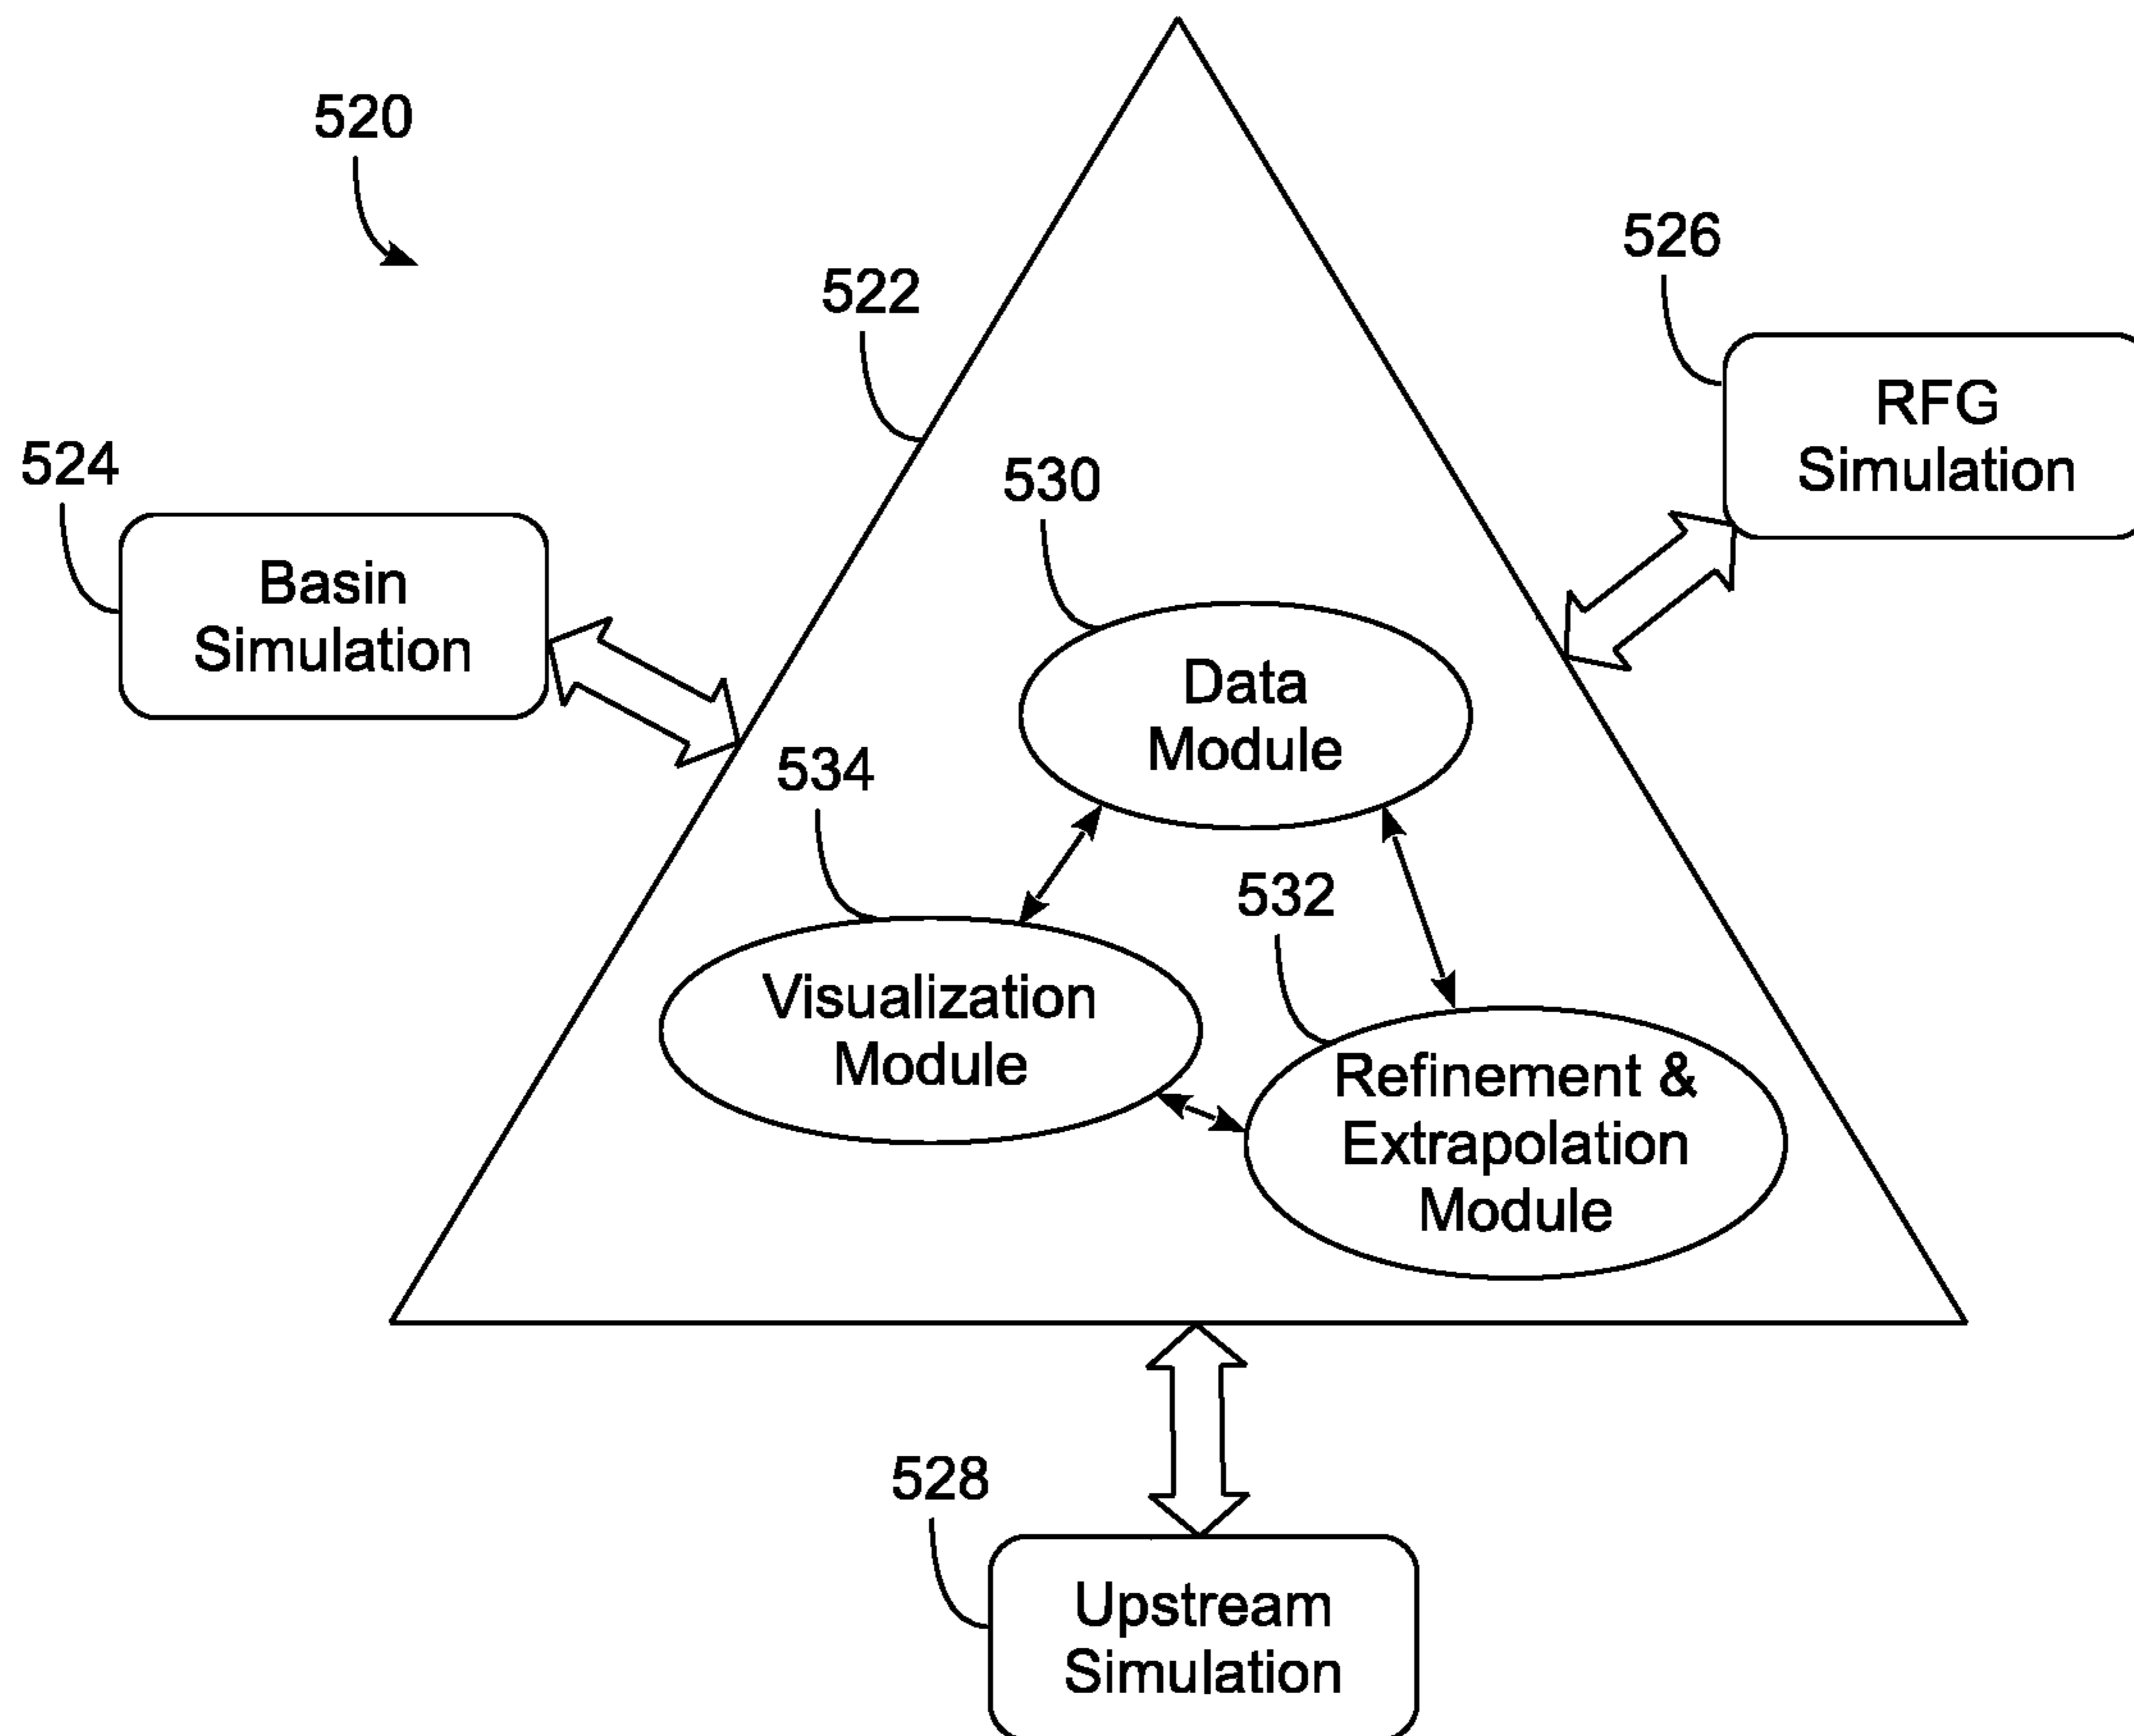 520
526
522
RFG
Simulation
524
530
Basin
Simulation
Data
Module
534
532
Visualization
Module
Refinement &
Extrapolation
Module
528
Upstream
Simulation